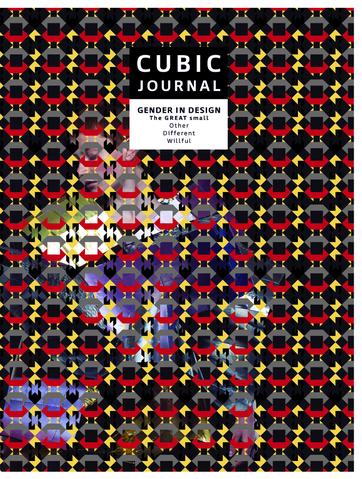 CUBIC
JOURNAL
GENDER IN DESIGN
The GREAT small
Other
Different
Willful